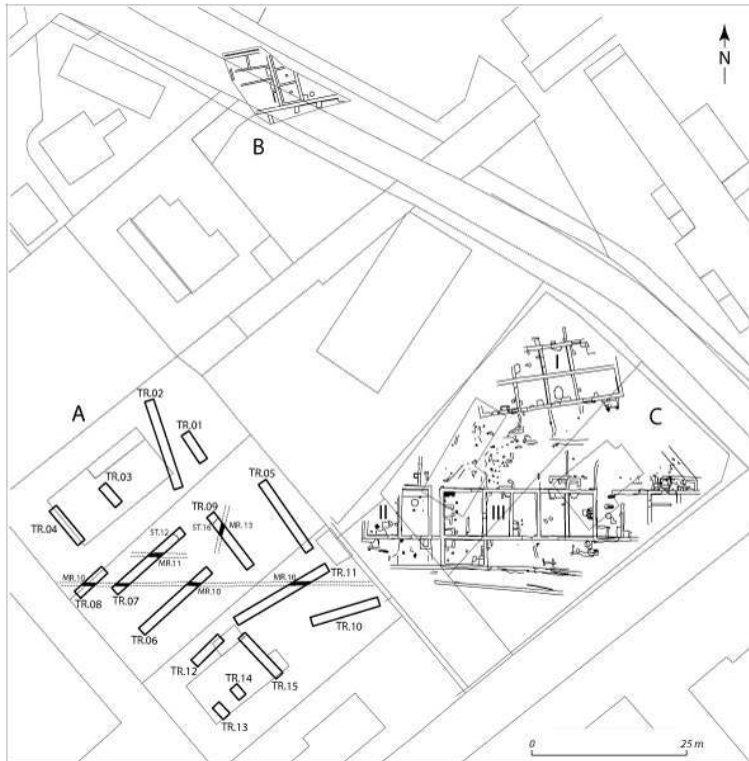 N
B
I
A
C
TR.02
TR.01
TR.03
TR.05
II
III
TR.04
TR.09
ST.12
ST.16
MR.13
MR.11
TR.11
MR.10
MR.10
MR.10
TR.08
TR.07
TR.10
TR.06
TR.12
TR.14
TR.15
TR.13
0 25 m